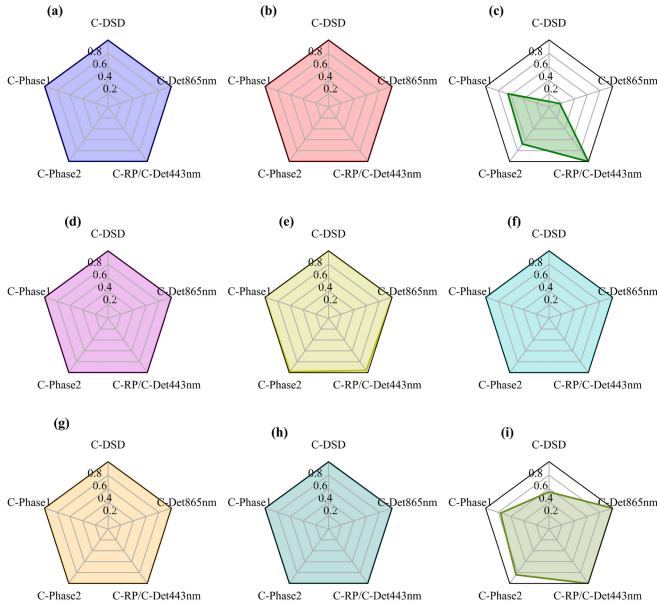 (a)
C-DSD
0.8
0.6
0.4
0.2
C-Phase1
C-Det865nm
C-Phase2
C-RP/C-Det443nm
(b)
C-DSD
0.8
0.6
0.4
0.2
C-Phase1
C-Det865nm
C-Phase2
C-RP/C-Det443nm
(c)
C-DSD
0.8
0.6
0.4
0.2
C-Phase1
C-Det865nm
C-Phase2
C-RP/C-Det443nm
(d)
C-DSD
0.8
0.6
0.4
0.2
C-Phase1
C-Det865nm
C-Phase2
C-RP/C-Det443nm
(e)
C-DSD
0.8
0.6
0.4
0.2
C-Phase1
C-Det865nm
C-Phase2
C-RP/C-Det443nm
(f)
C-DSD
0.8
0.6
0.4
0.2
C-Phase1
C-Det865nm
C-Phase2
C-RP/C-Det443nm
(g)
C-DSD
0.8
0.6
0.4
0.2
C-Phase1
C-Det865nm
C-Phase2
C-RP/C-Det443nm
(h)
C-DSD
0.8
0.6
0.4
0.2
C-Phase1
C-Det865nm
C-Phase2
C-RP/C-Det443nm
(i)
C-DSD
0.8
0.6
0.4
0.2
C-Phase1
C-Det865nm
C-Phase2
C-RP/C-Det443nm